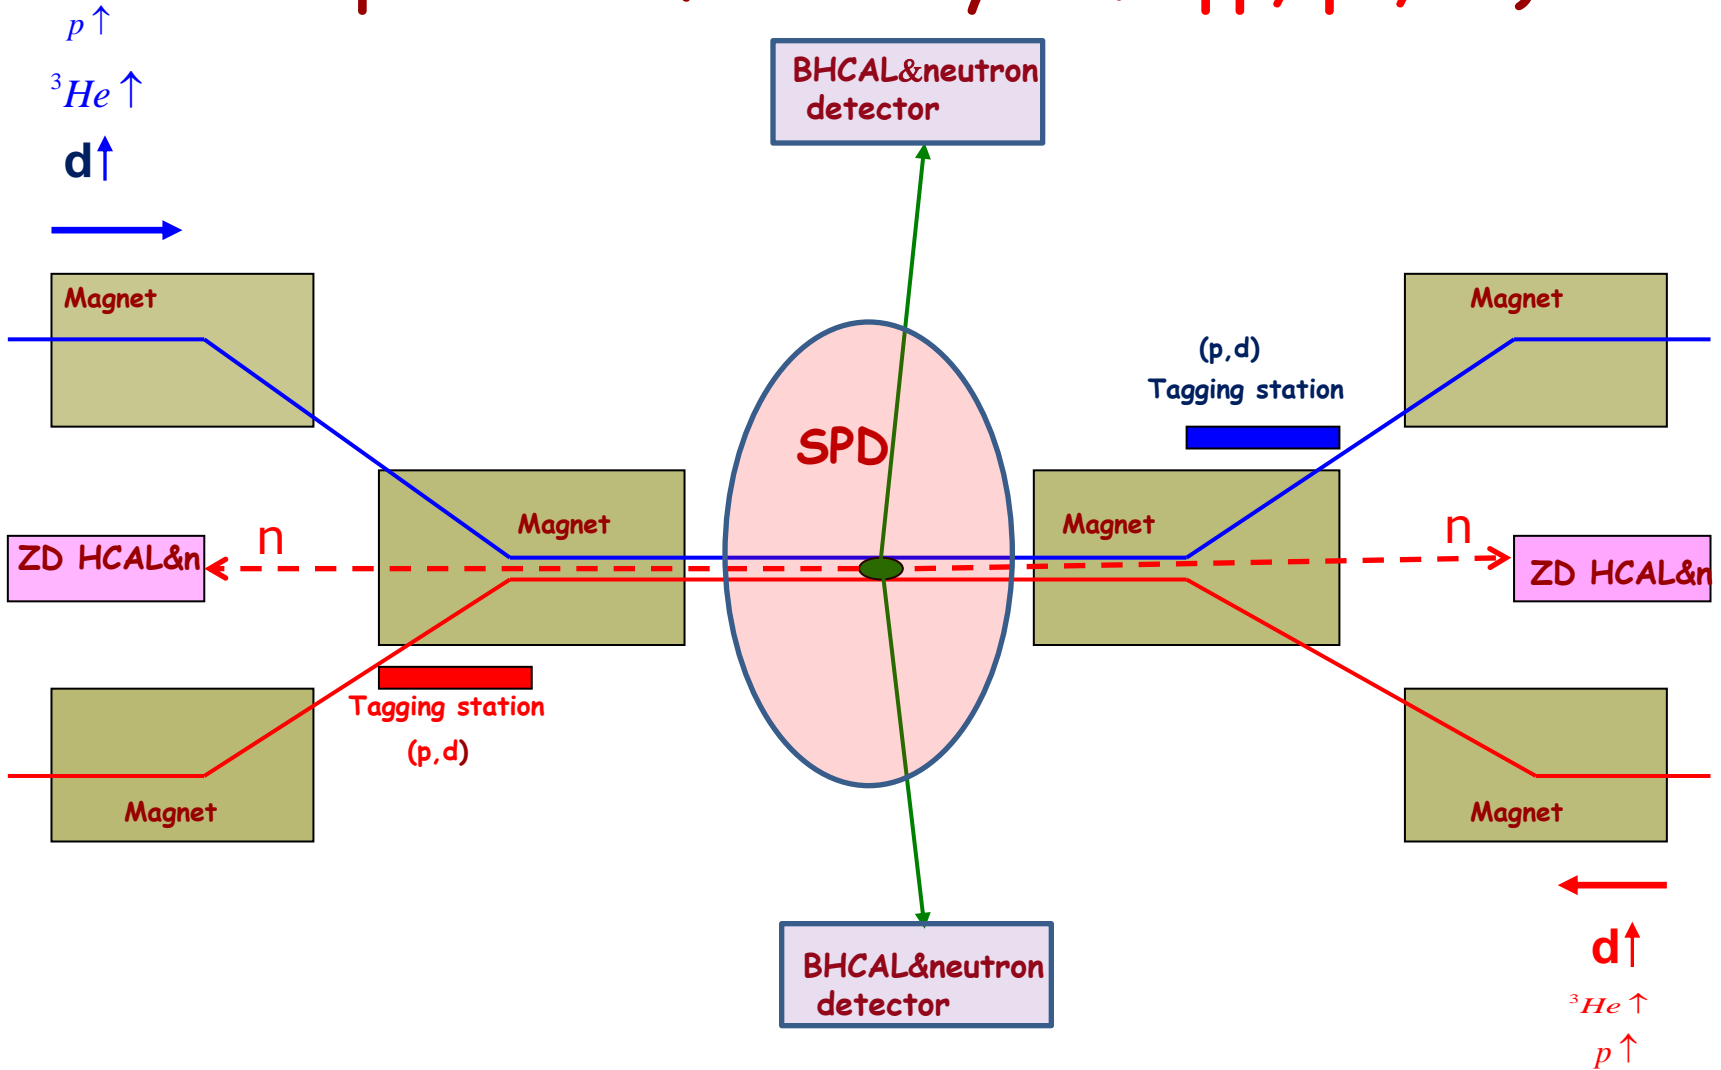 p ↑
³He ↑
d↑
BHCAL&neutron
detector
Magnet
Magnet
(p,d)
Tagging station
SPD
Magnet
Magnet
n
n
ZD HCAL&n
ZD HCAL&n
Tagging station
(p,d)
Magnet
Magnet
BHCAL&neutron
detector
d↑
³He ↑
p ↑